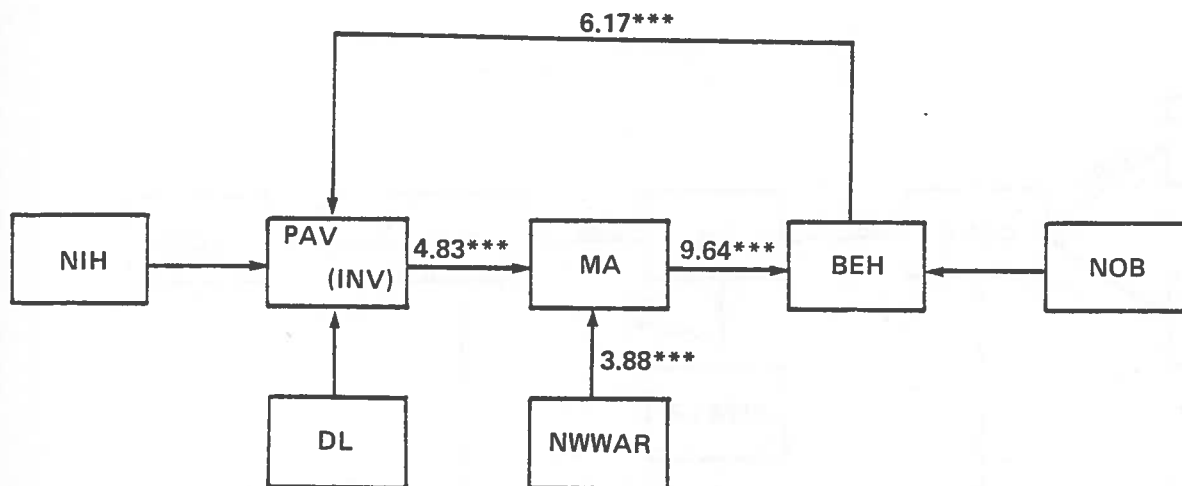 6.17***
NIH
PAV
(INV)
4.83***
MA
9.64***
BEH
NOB
3.88***
DL
NWWAR